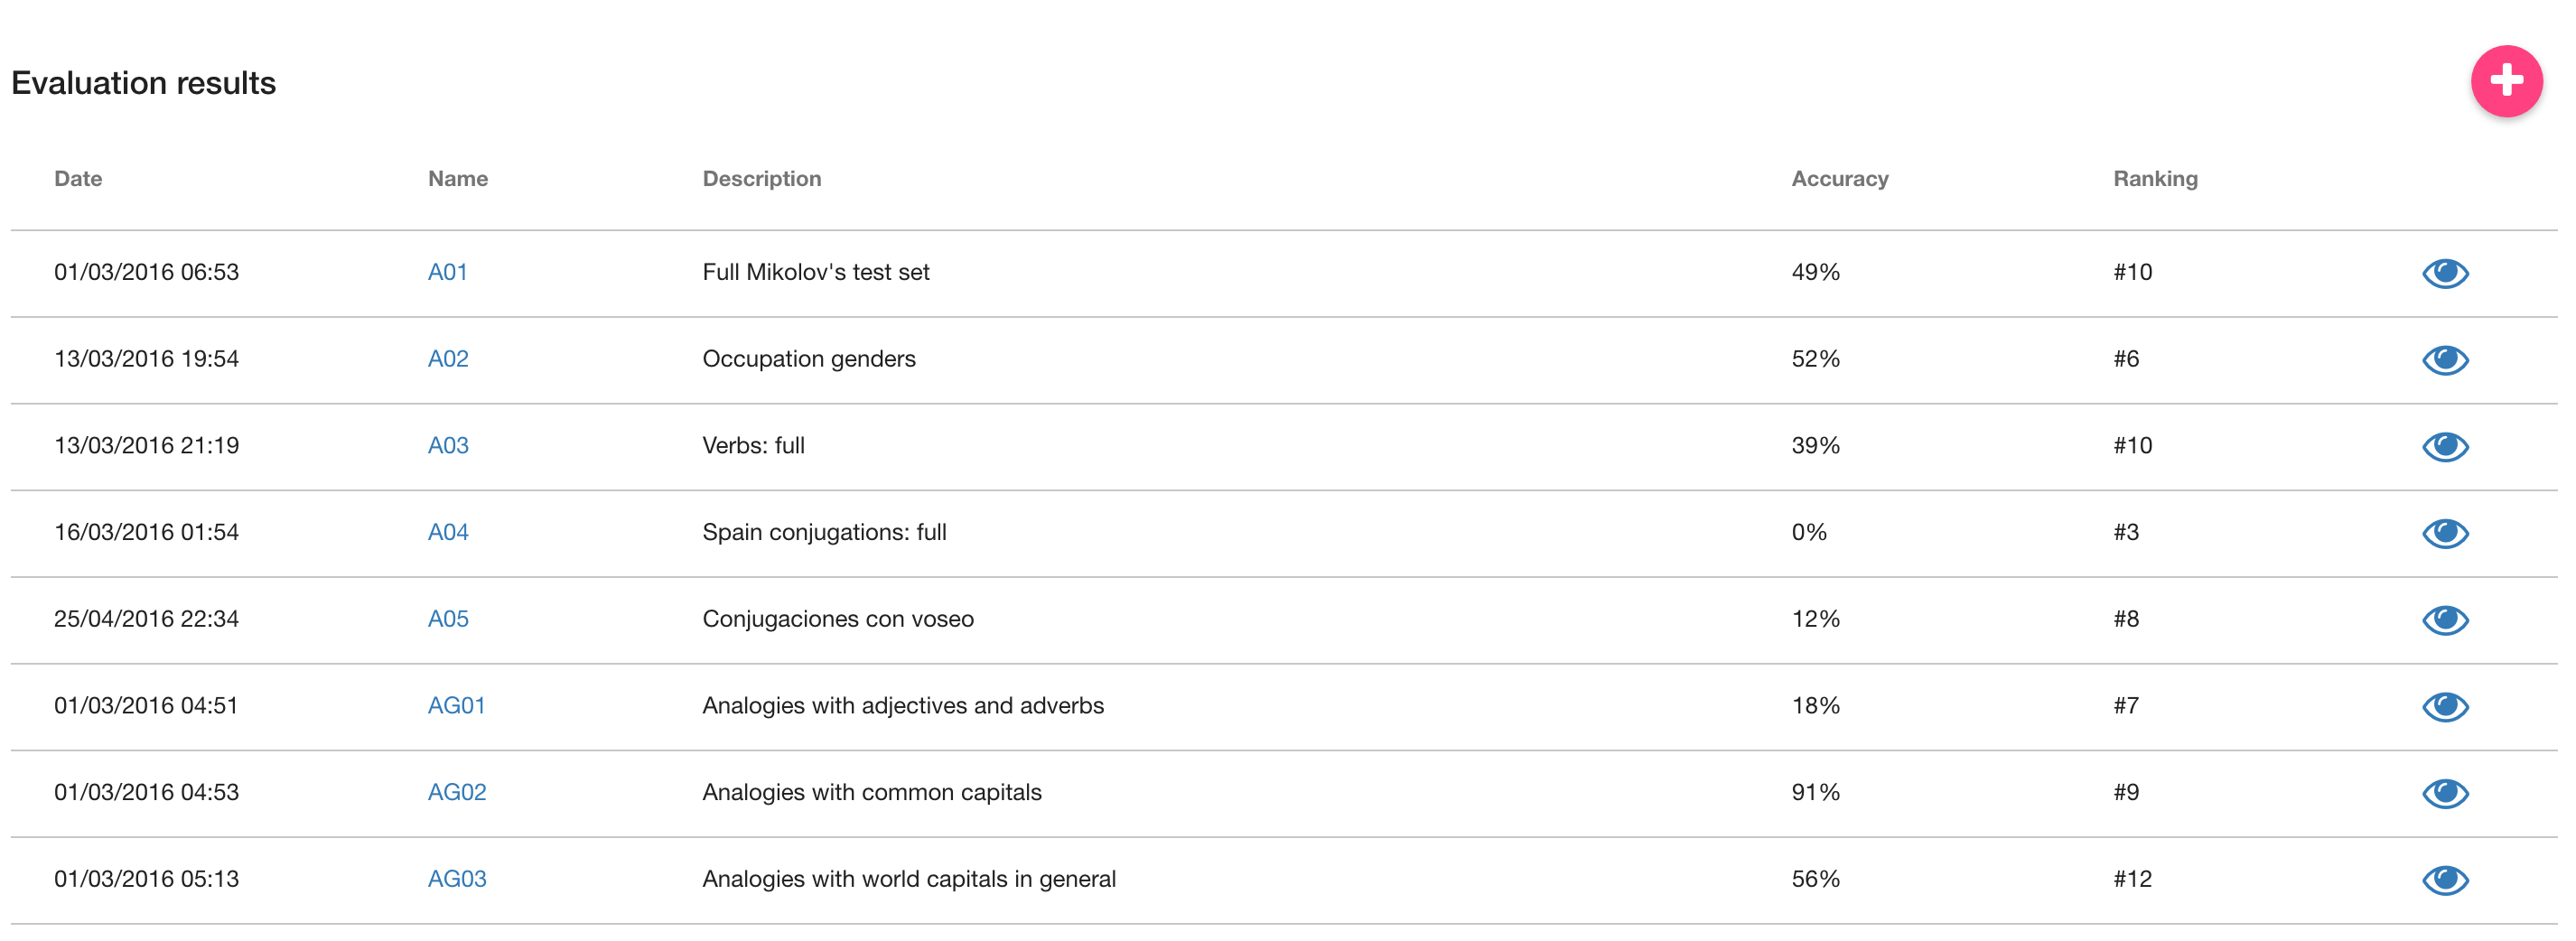 Evaluation results
Date Name Description Accuracy Ranking
01/03/2016 06:53 A01 Full Mikolov's test set 49% #10
13/03/2016 19:54 A02 Occupation genders 52% #6
13/03/2016 21:19 A03 Verbs: full 39% #10
16/03/2016 01:54 A04 Spain conjugations: full 0% #3
25/04/2016 22:34 A05 Conjugaciones con voseo 12% #8
01/03/2016 04:51 AG01 Analogies with adjectives and adverbs 18% #7
01/03/2016 04:53 AG02 Analogies with common capitals 91% #9
01/03/2016 05:13 AG03 Analogies with world capitals in general 56% #12